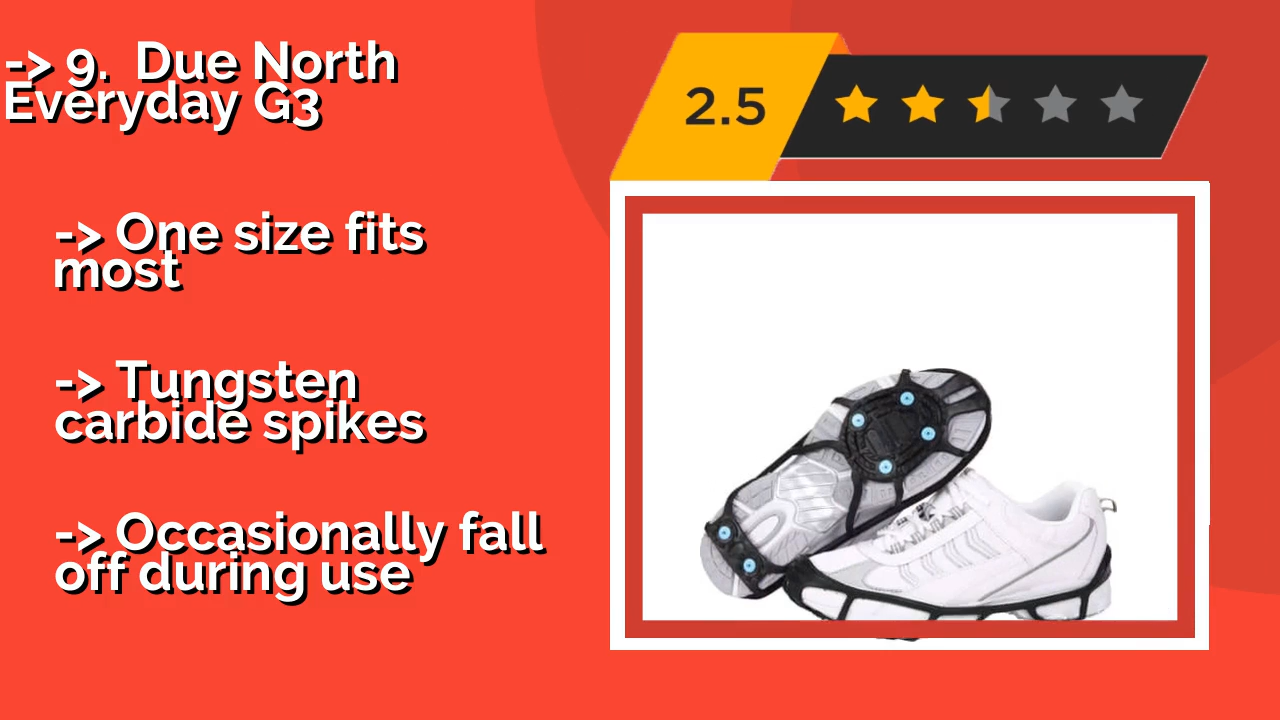 -> 9. Due North
Everyday G3
2.5
-> One size fits
most
-> Tungsten
carbide spikes
-> Occasionally fall
off during use